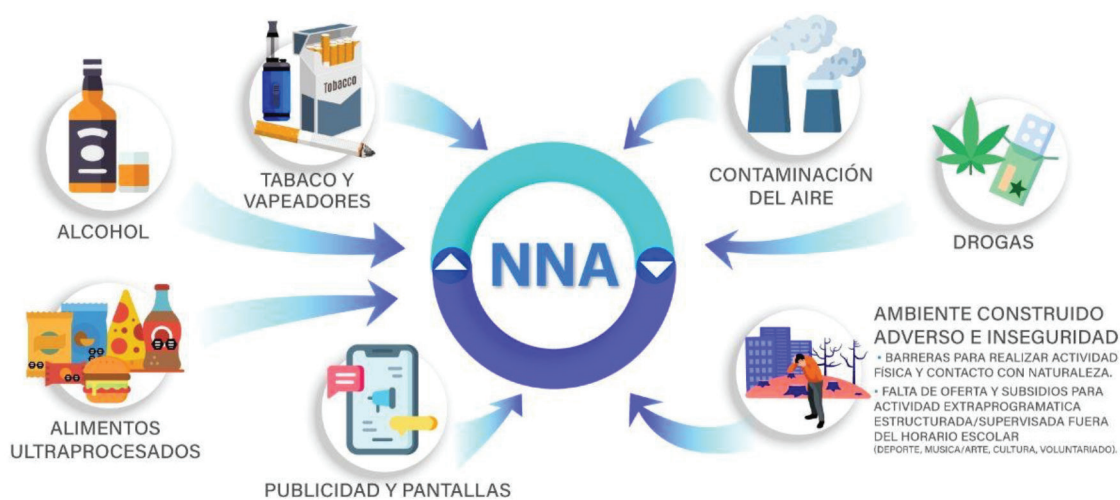 Tobacco
TABACO Y
VAPEADORES
CONTAMINACIÓN
DEL AIRE
ALCOHOL
DROGAS
NNA
ALIMENTOS
ULTRAPROCESADOS
PUBLICIDAD Y PANTALLAS
AMBIENTE CONSTRUIDO
ADVERSO E INSEGURIDAD
• BARRERAS PARA REALIZAR ACTIVIDAD
FÍSICA Y CONTACTO CON NATURALEZA.
• FALTA DE OFERTA Y SUBSIDIOS PARA
ACTIVIDAD EXTRAPROGRAMATICA
ESTRUCTURADA/SUPERVISADA FUERA
DEL HORARIO ESCOLAR
(DEPORTE, MUSICA/ARTE, CULTURA, VOLUNTARIADO).